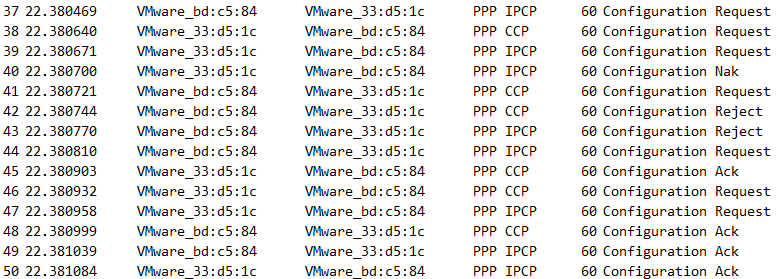 37 22.380469 VMware_bd:c5:84 VMware_33:d5:1c PPP IPCP 60 Configuration Request
38 22.380640 VMware_bd:c5:84 VMware_33:d5:1c PPP CCP 60 Configuration Request
39 22.380671 VMware_33:d5:1c VMware_bd:c5:84 PPP IPCP 60 Configuration Request
40 22.380700 VMware_33:d5:1c VMware_bd:c5:84 PPP IPCP 60 Configuration Nak
41 22.380721 VMware_33:d5:1c VMware_bd:c5:84 PPP CCP 60 Configuration Request
42 22.380744 VMware_33:d5:1c VMware_bd:c5:84 PPP CCP 60 Configuration Reject
43 22.380770 VMware_bd:c5:84 VMware_33:d5:1c PPP IPCP 60 Configuration Reject
44 22.380810 VMware_bd:c5:84 VMware_33:d5:1c PPP IPCP 60 Configuration Request
45 22.380903 VMware_bd:c5:84 VMware_33:d5:1c PPP CCP 60 Configuration Ack
46 22.380932 VMware_bd:c5:84 VMware_33:d5:1c PPP CCP 60 Configuration Request
47 22.380958 VMware_33:d5:1c VMware_bd:c5:84 PPP IPCP 60 Configuration Request
48 22.380999 VMware_33:d5:1c VMware_bd:c5:84 PPP CCP 60 Configuration Ack
49 22.381039 VMware_bd:c5:84 VMware_33:d5:1c PPP IPCP 60 Configuration Ack
50 22.381084 VMware_33:d5:1c VMware_bd:c5:84 PPP IPCP 60 Configuration Ack